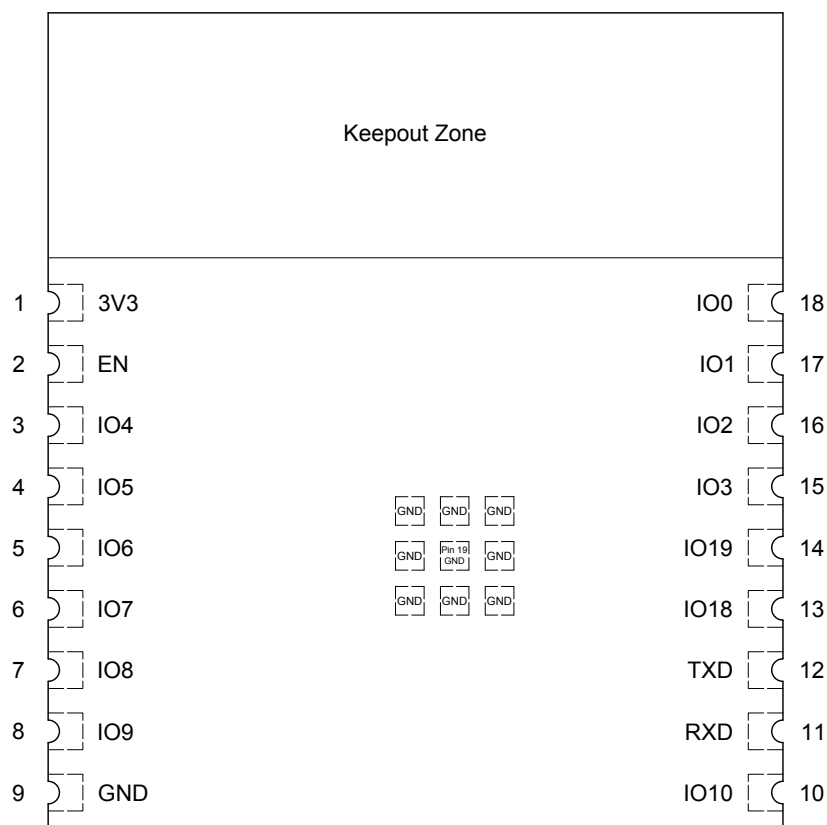 Keepout Zone
1 3V3 IO0 18
2 EN IO1 17
3 IO4 IO2 16
4 IO5 IO3 15
GND GND GND
5 IO6 IO19 14
GND Pin 19 GND GND
6 IO7 IO18 13
GND GND GND
7 IO8 TXD 12
8 IO9 RXD 11
9 GND IO10 10